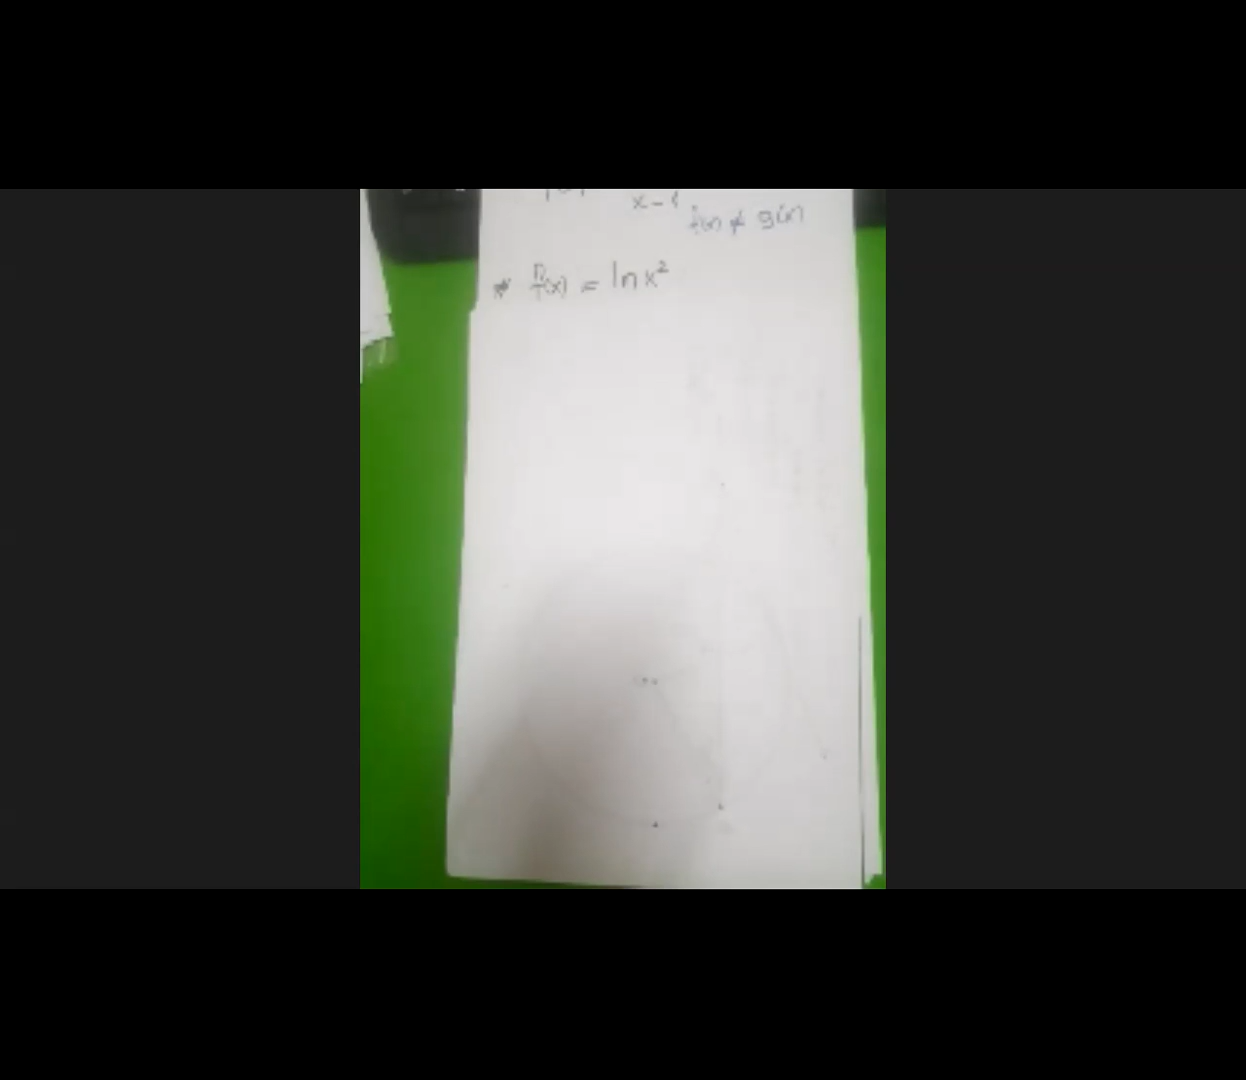 x-1
f(x) ≠ g(x)
* f(x) = ln x²